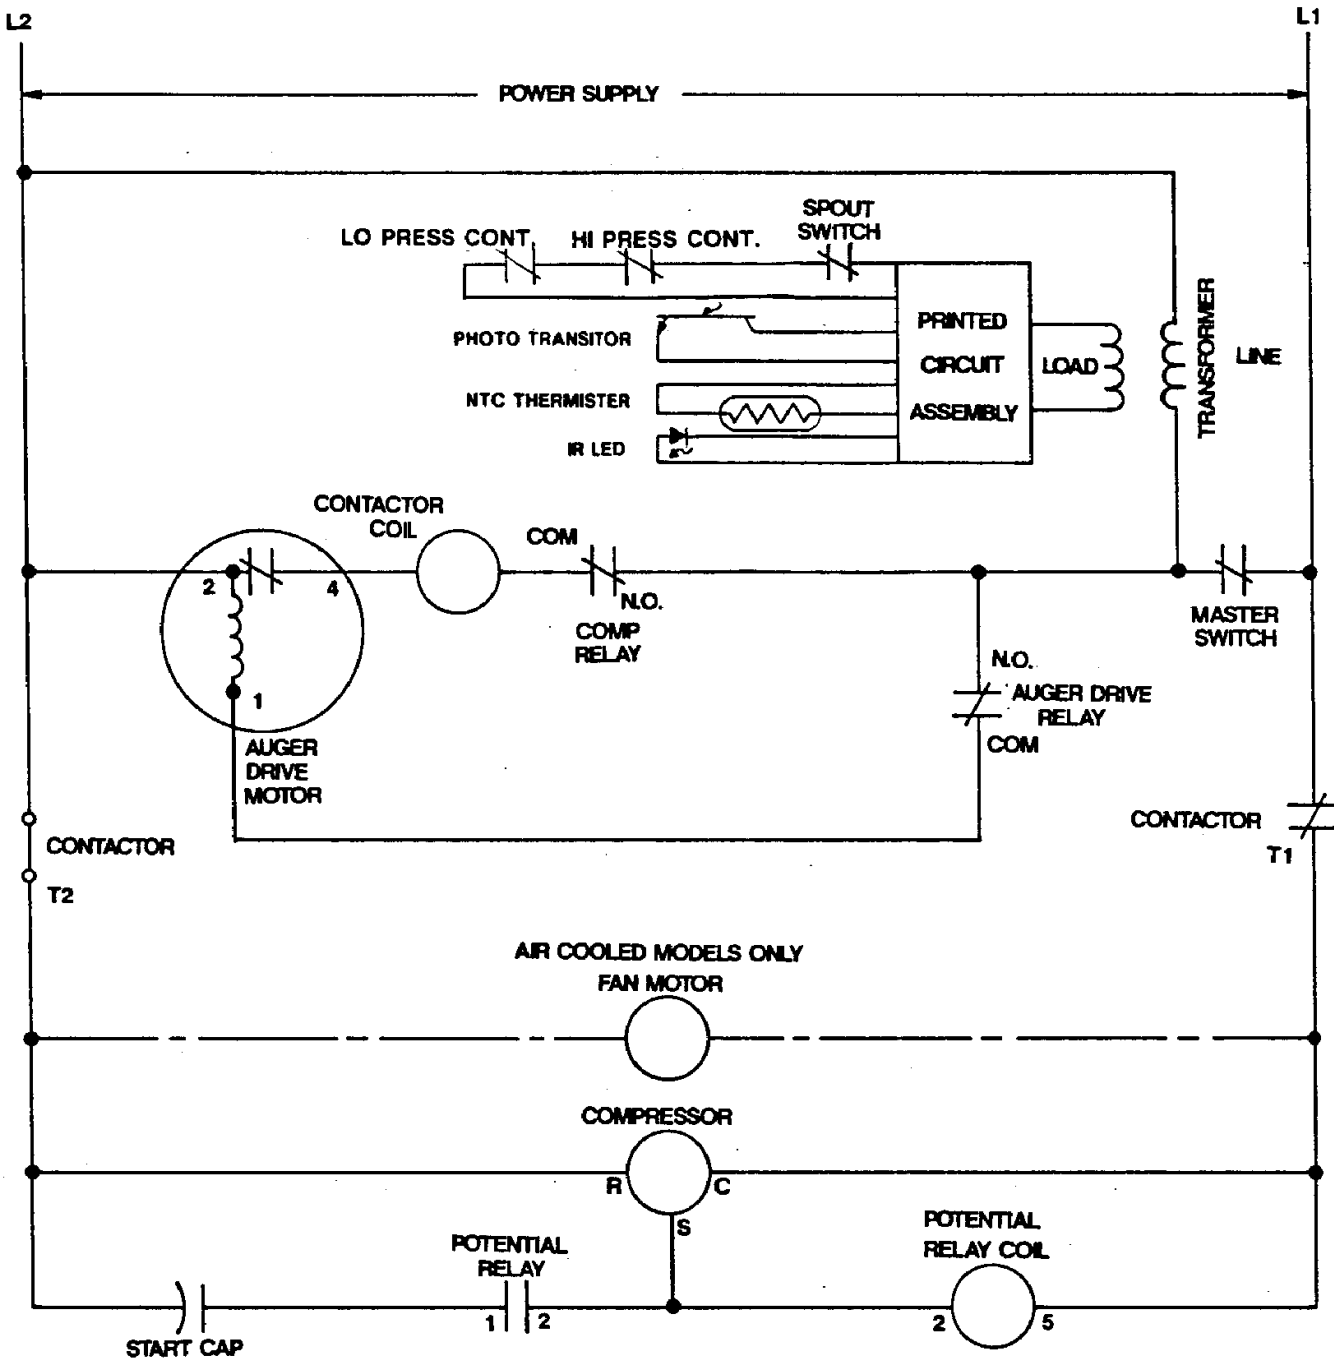 L2
L1
POWER SUPPLY
SPOUT
SWITCH
LO PRESS CONT.
HI PRESS CONT.
PRINTED
CIRCUIT
ASSEMBLY
PHOTO TRANSITOR
NTC THERMISTER
IR LED
LOAD
TRANSFORMER
LINE
CONTACTOR
COIL
COM
2
4
N.O.
COMP
RELAY
MASTER
SWITCH
1
N.O.
AUGER DRIVE
RELAY
COM
AUGER
DRIVE
MOTOR
CONTACTOR
T2
CONTACTOR
T1
AIR COOLED MODELS ONLY
FAN MOTOR
COMPRESSOR
R
C
S
POTENTIAL
RELAY
POTENTIAL
RELAY COIL
1
2
2
5
START CAP